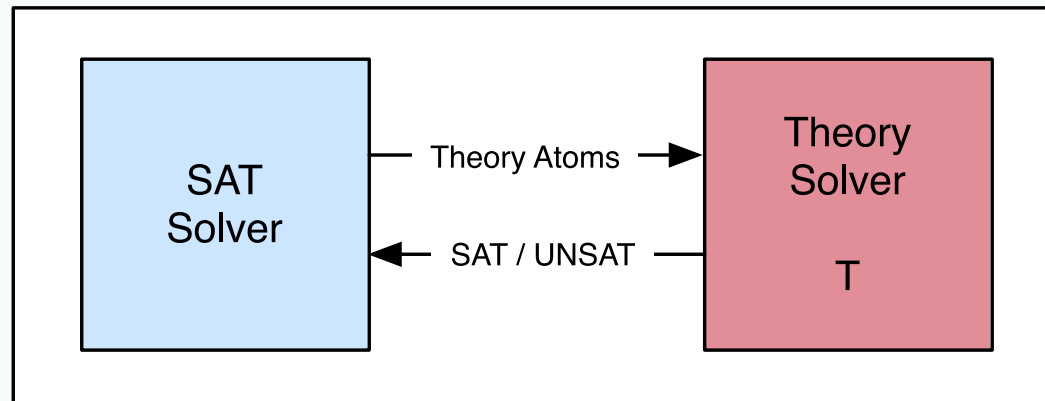 SAT
Solver
Theory Atoms
SAT / UNSAT
Theory
Solver
T